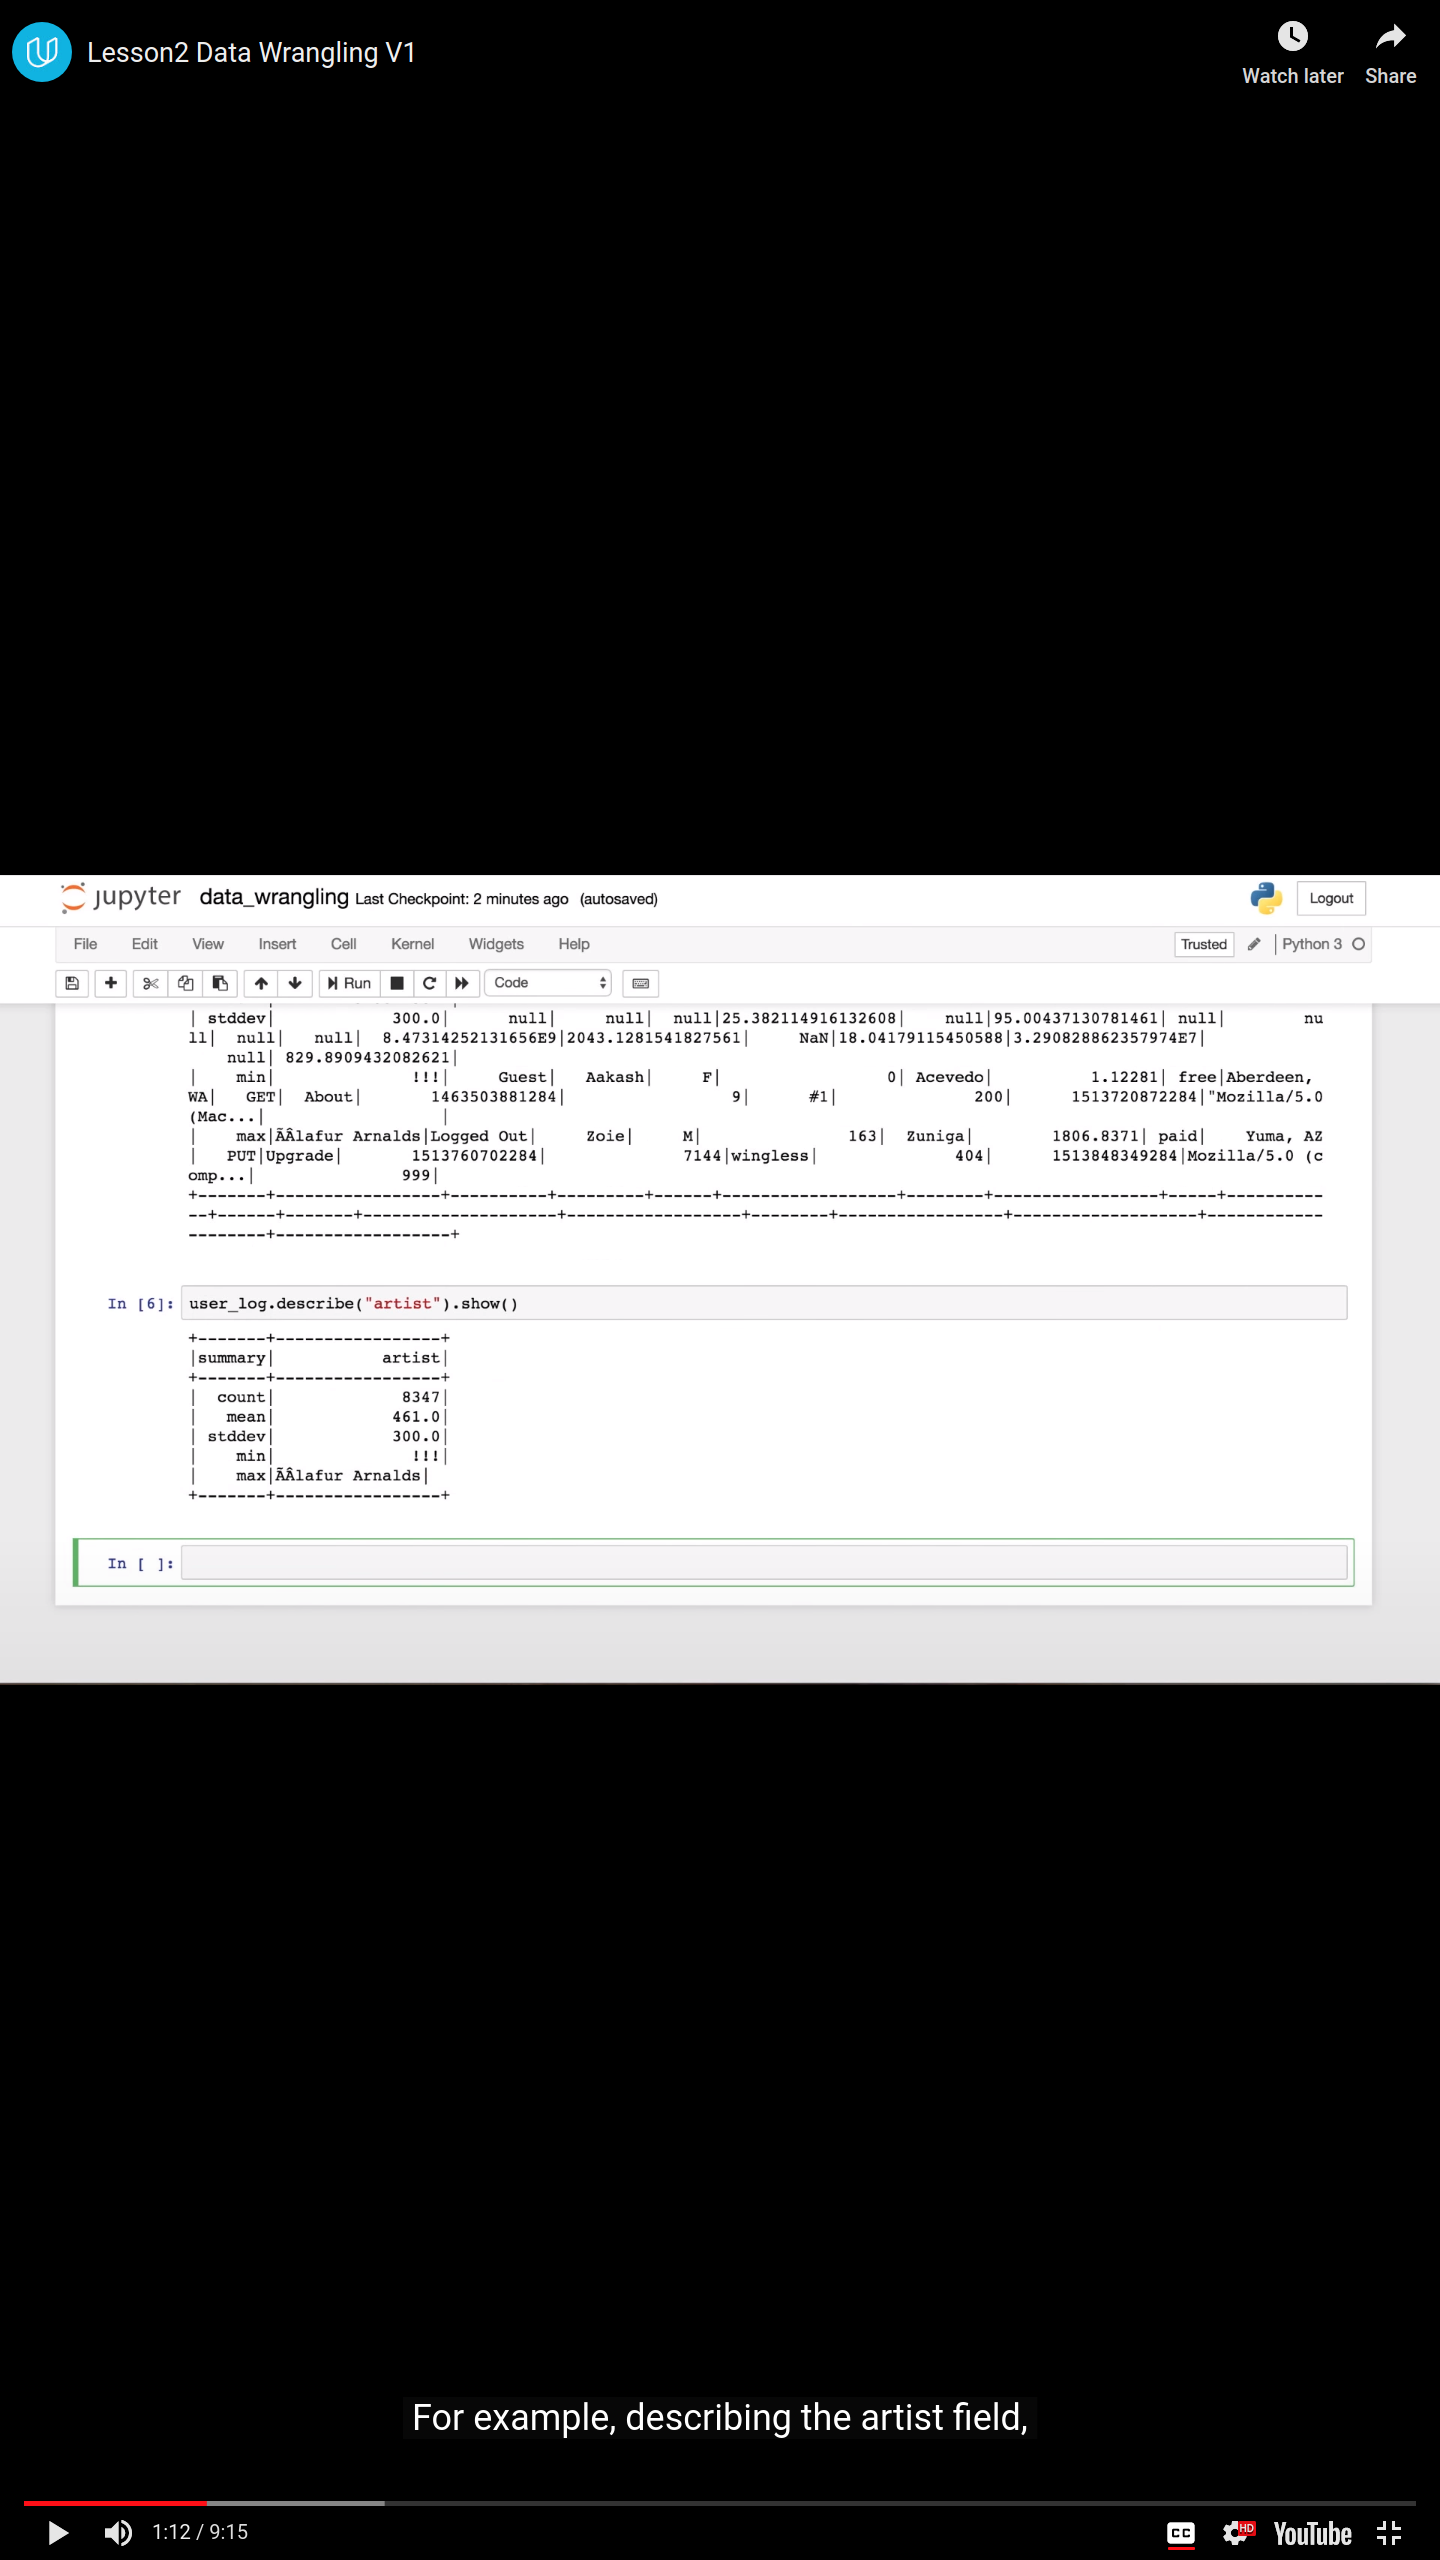 Lesson2 Data Wrangling V1
Watch later
Share
jupyter data_wrangling Last Checkpoint: 2 minutes ago (autosaved)
Logout
File Edit View Insert Cell Kernel Widgets Help
Trusted
Python 3
Run
Code
| stddev|            300.0|      null|     null|  null|25.382114916132608|    null|95.00437130781461| null|        nu
ll|  null|   null|  8.47314252131656E9|2043.1281541827561|     NaN|18.04179115450588|3.290828862357974E7|
    null| 829.8909432082621|
|    min|              !!!|     Guest|   Aakash|     F|                 0| Acevedo|          1.12281| free|Aberdeen,
WA|   GET|  About|       1463503881284|                 9|      #1|              200|      1513720872284|"Mozilla/5.0
(Mac...|                  |
|    max|ÃÂlafur Arnalds|Logged Out|     Zoie|     M|               163|  Zuniga|        1806.8371| paid|    Yuma, AZ
|   PUT|Upgrade|       1513760702284|              7144|wingless|              404|      1513848349284|Mozilla/5.0 (c
omp...|               999|
+-------+-----------------+----------+---------+------+------------------+--------+-----------------+-----+----------
--+------+-------+--------------------+------------------+--------+-----------------+-------------------+------------
--------+------------------+
In [6]: user_log.describe("artist").show()
+-------+-----------------+
|summary|           artist|
+-------+-----------------+
|  count|             8347|
|   mean|            461.0|
| stddev|            300.0|
|    min|              !!!|
|    max|ÃÂlafur Arnalds|
+-------+-----------------+
In [ ]:
For example, describing the artist field,
1:12 / 9:15
CC
HD
YouTube